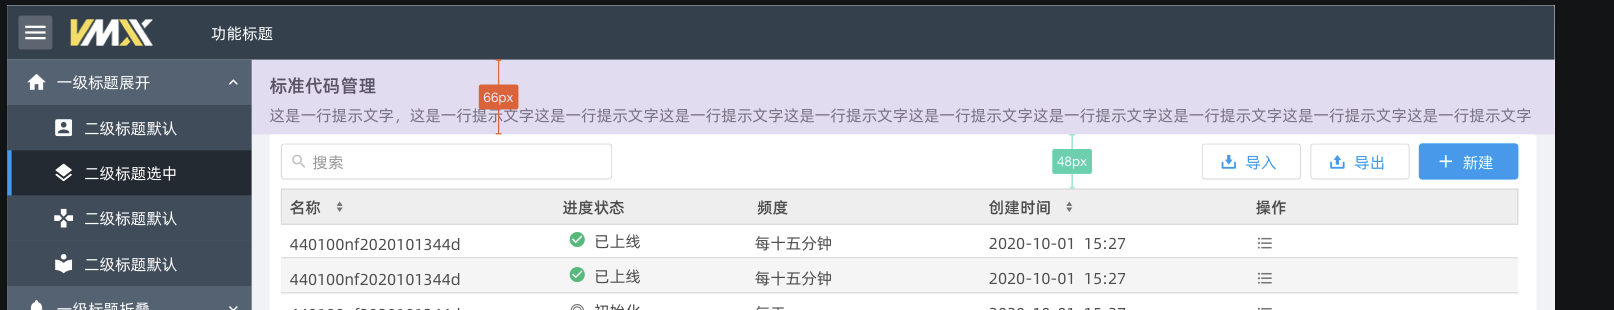 VMX
功能标题
一级标题展开
二级标题默认
二级标题选中
二级标题默认
二级标题默认
一级标题折叠
标准代码管理
66px
这是一行提示文字，这是一行提示文字这是一行提示文字这是一行提示文字这是一行提示文字这是一行提示文字这是一行提示文字这是一行提示文字这是一行提示文字这是一行提示文字
搜索
48px
导入 导出 新建
名称 进度状态 频度 创建时间 操作
440100nf2020101344d 已上线 每十五分钟 2020-10-01 15:27
440100nf2020101344d 已上线 每十五分钟 2020-10-01 15:27
440100nf2020101344d 初始化 每天 2020-10-01 15:27